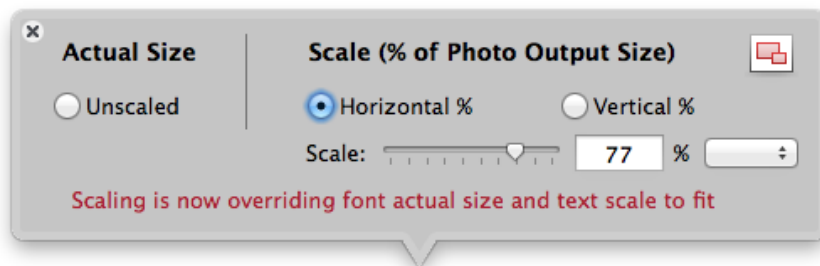 Actual Size
Scale (% of Photo Output Size)
Unscaled
Horizontal %
Vertical %
Scale:
77
%
Scaling is now overriding font actual size and text scale to fit